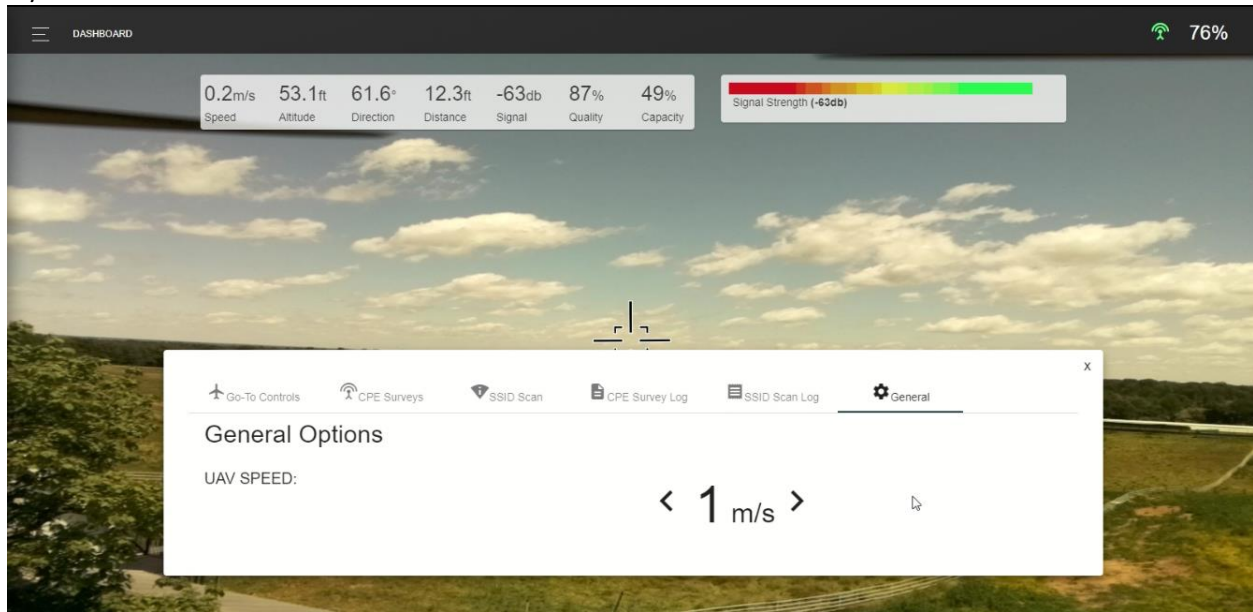 DASHBOARD
76%
0.2m/s 53.1ft 61.6° 12.3ft -63db 87% 49%
Speed Altitude Direction Distance Signal Quality Capacity
Signal Strength (-63db)
x
Go-To Controls CPE Surveys SSID Scan CPE Survey Log SSID Scan Log General
General Options
UAV SPEED:
< 1 m/s >